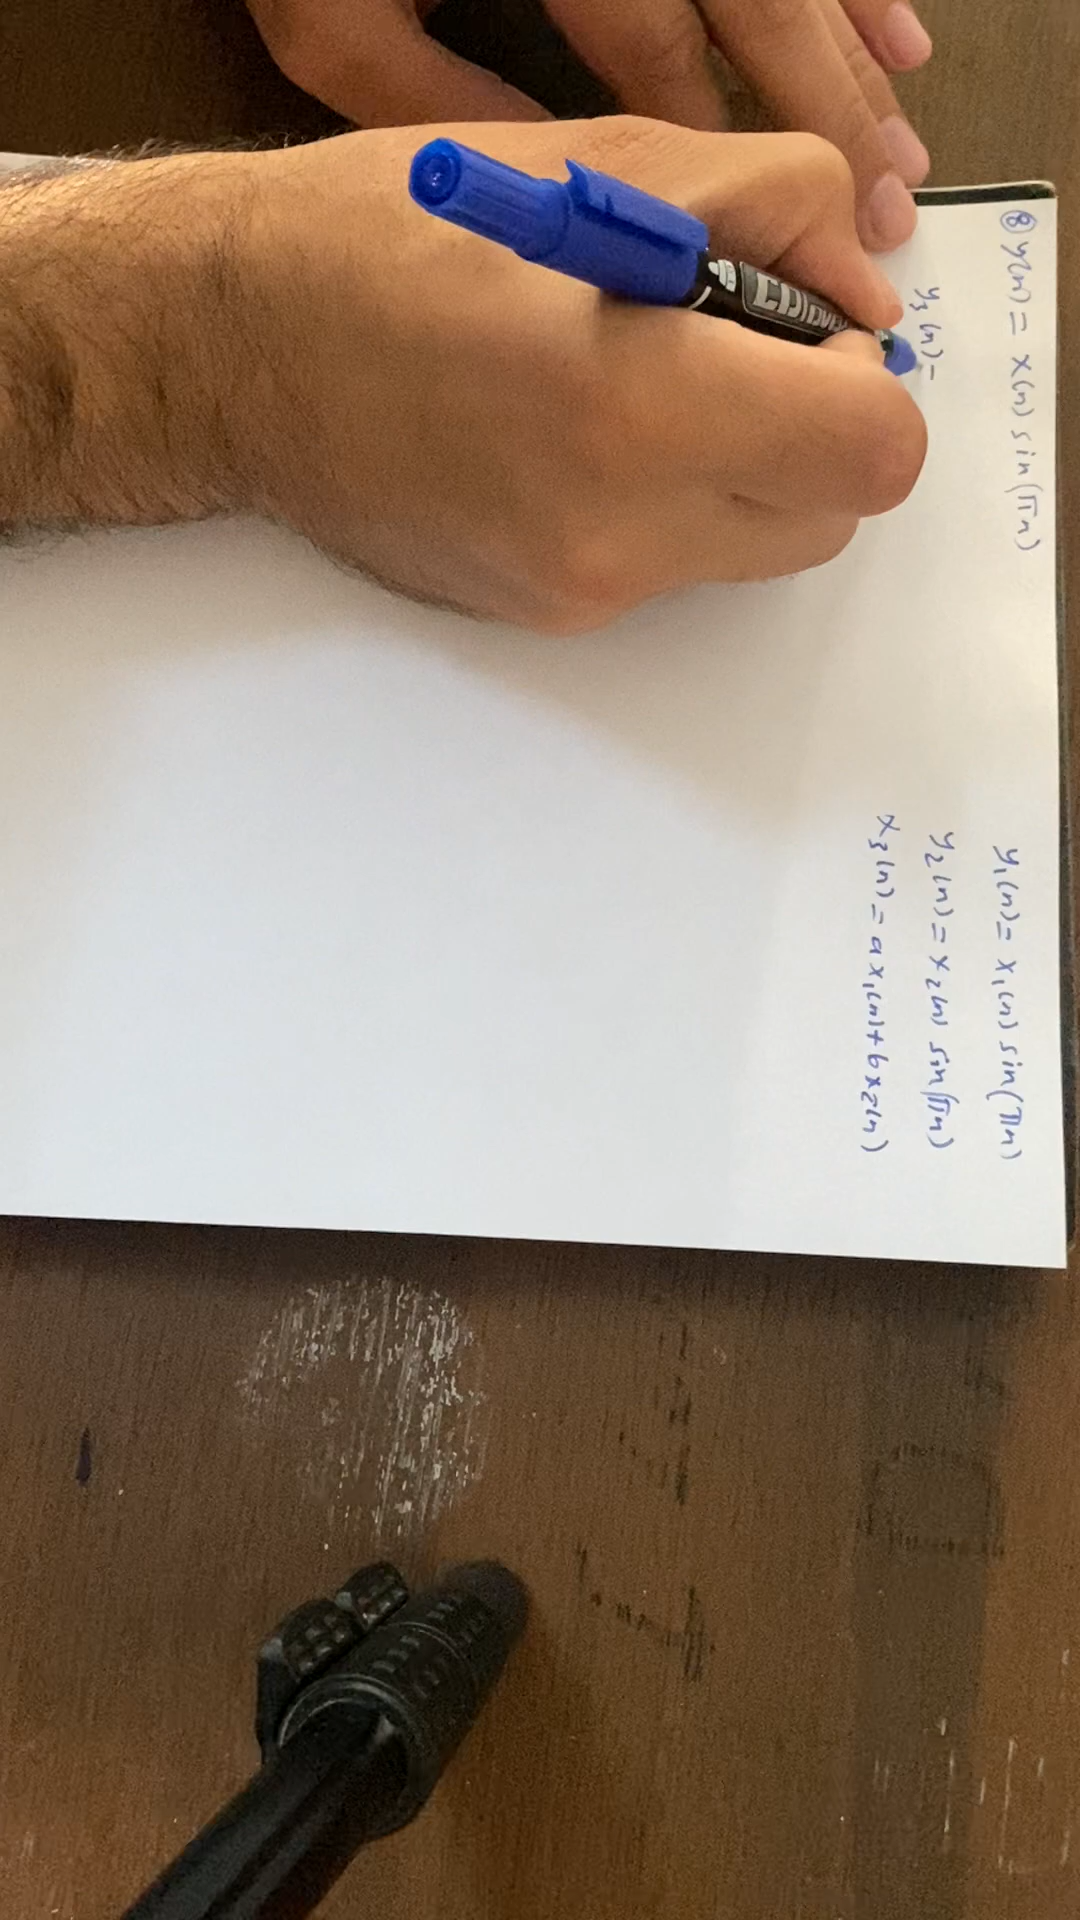 ⑧ y(n) = x(n) sin(πn)
y₁(n) = x₁(n) sin(πn)
y₂(n) = x₂(n) sin(πn)
y₃(n) =
x₃(n) = a x₁(n) + b x₂(n)